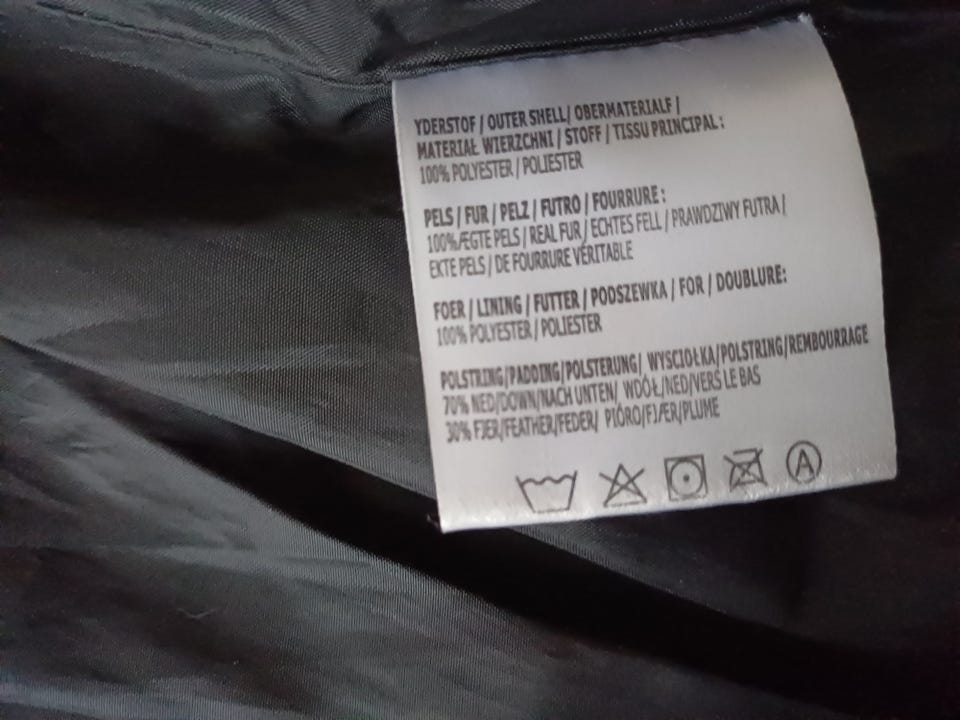 YDERSTOF / OUTER SHELL/ OBERMATERIALF /
MATERIAŁ WIERZCHNI / STOFF / TISSU PRINCIPAL :
100% POLYESTER / POLIESTER
PELS / FUR / PELZ / FUTRO / FOURRURE :
100%ÆGTE PELS / REAL FUR / ECHTES FELL / PRAWDZIWY FUTRA /
EKTE PELS / DE FOURRURE VÉRITABLE
FOER / LINING / FUTTER / PODSZEWKA / FOR / DOUBLURE:
100% POLYESTER / POLIESTER
POLSTRING/PADDING/POLSTERUNG/ WYSCIOŁKA/POLSTRING/REMBOURRAGE
70% NED/DOWN/NACH UNTEN/ WDÓŁ/NED/VERS LE BAS
30% FJER/FEATHER/FEDER/ PIÓRO/FJÆR/PLUME
A